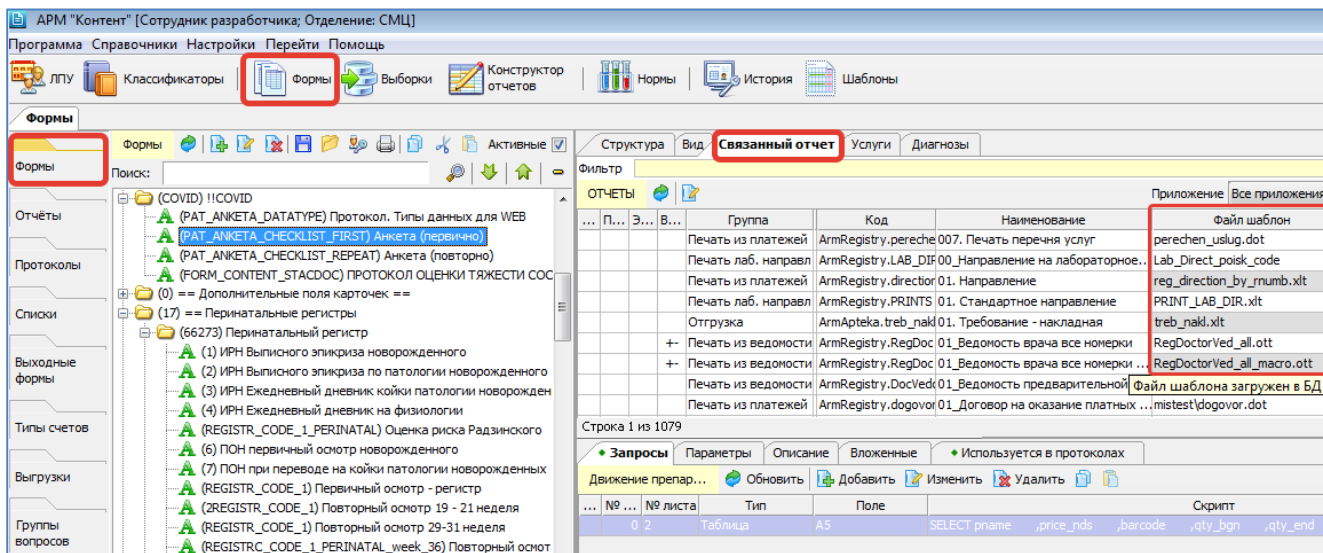 АРМ "Контент" [Сотрудник разработчика; Отделение: СМЦ]
Программа Справочники Настройки Перейти Помощь
ЛПУ Классификаторы Формы Выборки Конструктор отчетов Нормы История Шаблоны
Формы
Формы
Отчёты
Протоколы
Списки
Выходные
формы
Типы счетов
Выгрузки
Группы
вопросов
Формы Активные
Поиск:
(COVID) !!COVID
(PAT_ANKETA_DATATYPE) Протокол. Типы данных для WEB
(PAT_ANKETA_CHECKLIST_FIRST) Анкета (первично)
(PAT_ANKETA_CHECKLIST_REPEAT) Анкета (повторно)
(FORM_CONTENT_STACDOC) ПРОТОКОЛ ОЦЕНКИ ТЯЖЕСТИ СОС
(0) == Дополнительные поля карточек ==
(17) == Перинатальные регистры
(66273) Перинатальный регистр
(1) ИРН Выписного эпикриза новорожденного
(2) ИРН Выписного эпикриза по патологии новорожденного
(3) ИРН Ежедневный дневник койки патологии новорожден
(4) ИРН Ежедневный дневник на физиологии
(REGISTR_CODE_1_PERINATAL) Оценка риска Радзинского
(6) ПОН первичный осмотр новорожденного
(7) ПОН при переводе на койки патологии новорожденных
(REGISTR_CODE_1) Первичный осмотр - регистр
(2REGISTR_CODE_1) Повторный осмотр 19 - 21 неделя
(REGISTR_CODE_1) Повторный осмотр 29-31 неделя
(REGISTRC_CODE_1_PERINATAL_week_36) Повторный осмот
Структура Вид Связанный отчет Услуги Диагнозы
Фильтр
ОТЧЕТЫ Приложение Все приложения
... П... Э... В... Группа Код Наименование Файл шаблон
Печать из платежей ArmRegistry.pereche 007. Печать перечня услуг perechen_uslug.dot
Печать лаб. направл ArmRegistry.LAB_DIF 00_Направление на лабораторное... Lab_Direct_poisk_code
Печать лаб. направл ArmRegistry.direction 01. Направление reg_direction_by_rnumb.xlt
Печать лаб. направл ArmRegistry.PRINTS 01. Стандартное направление PRINT_LAB_DIR.xlt
Отгрузка ArmApteka.treb_nakl 01. Требование - накладная treb_nakl.xlt
+- Печать из ведомости ArmRegistry.RegDoc 01_Ведомость врача все номерки RegDoctorVed_all.ott
+- Печать из ведомости ArmRegistry.RegDoc 01_Ведомость врача все номерки ... RegDoctorVed_all_macro.ott
Печать из ведомости ArmRegistry.DocVedo 01_Ведомость предварительной Файл шаблона загружен в БД
Печать из платежей ArmRegistry.dogovor 01_Договор на оказание платных ... mistest\dogovor.dot
Строка 1 из 1079
Запросы Параметры Описание Вложенные Используется в протоколах
Движение препар... Обновить Добавить Изменить Удалить
... № ... № листа Тип Поле Скрипт
0 2 Таблица A5 SELECT pname ,price_nds ,barcode ,qty_bgn ,qty_end